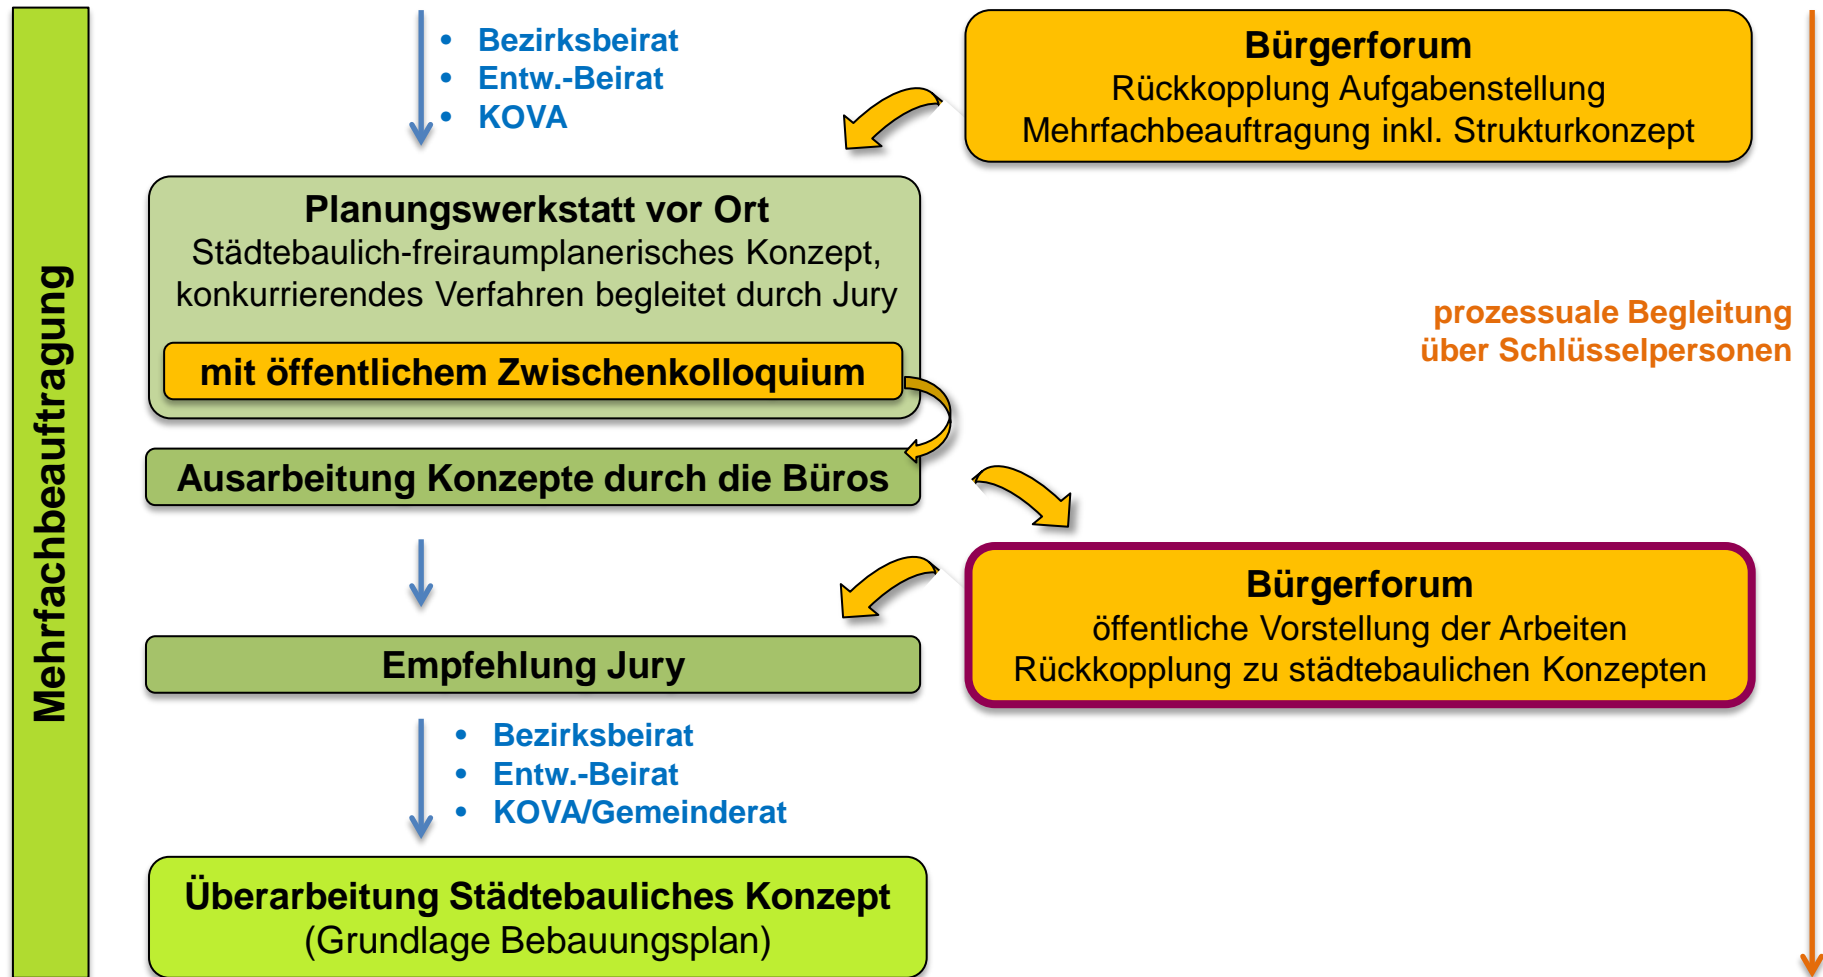 Mehrfachbeauftragung
• Bezirksbeirat
• Entw.-Beirat
• KOVA
Bürgerforum
Rückkopplung Aufgabenstellung
Mehrfachbeauftragung inkl. Strukturkonzept
Planungswerkstatt vor Ort
Städtebaulich-freiraumplanerisches Konzept,
konkurrierendes Verfahren begleitet durch Jury
mit öffentlichem Zwischenkolloquium
prozessuale Begleitung
über Schlüsselpersonen
Ausarbeitung Konzepte durch die Büros
Bürgerforum
öffentliche Vorstellung der Arbeiten
Rückkopplung zu städtebaulichen Konzepten
Empfehlung Jury
• Bezirksbeirat
• Entw.-Beirat
• KOVA/Gemeinderat
Überarbeitung Städtebauliches Konzept
(Grundlage Bebauungsplan)